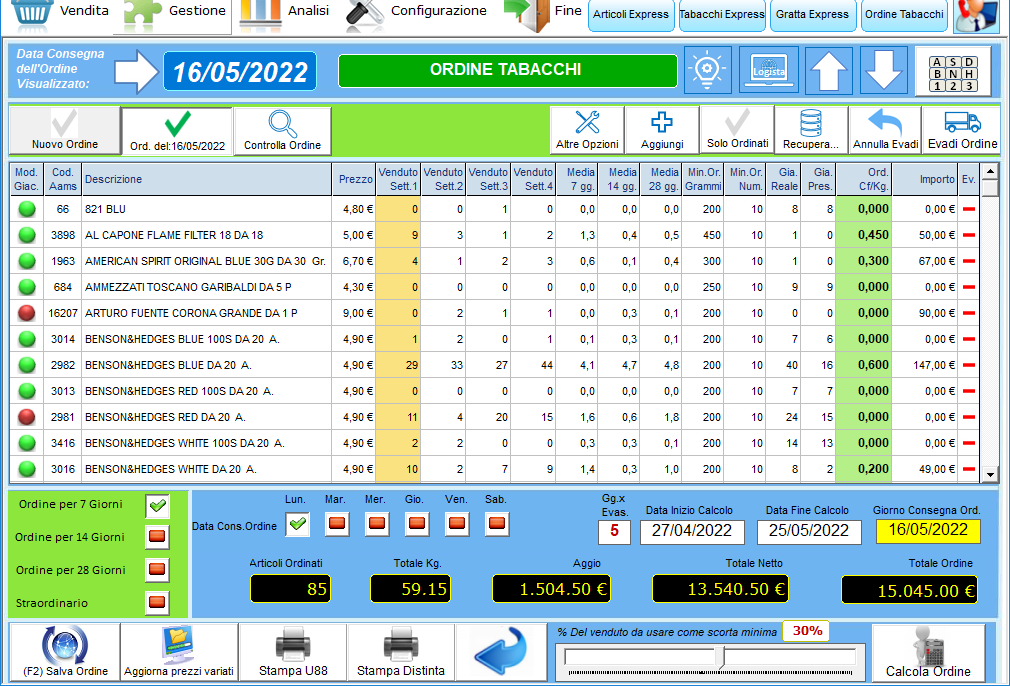 Vendita Gestione Analisi Configurazione Fine Articoli Express Tabacchi Express Gratta Express Ordine Tabacchi
Data Consegna
dell'Ordine
Visualizzato:
16/05/2022
ORDINE TABACCHI
Logista
A S D
B N H
1 2 3
Nuovo Ordine Ord. del:16/05/2022 Controlla Ordine Altre Opzioni Aggiungi Solo Ordinati Recupera... Annulla Evadi Evadi Ordine
Mod. Giac. Cod. Aams Descrizione Prezzo Venduto Sett.1 Venduto Sett.2 Venduto Sett.3 Venduto Sett.4 Media 7 gg. Media 14 gg. Media 28 gg. Min.Or. Grammi Min.Or. Num. Gia. Reale Gia. Pres. Ord. Cf/Kg. Importo Ev.
66 821 BLU 4,80 € 0 0 1 0 0,0 0,0 0,0 200 10 8 8 0,000 0,00 €
3898 AL CAPONE FLAME FILTER 18 DA 18 5,00 € 9 3 1 2 1,3 0,4 0,5 450 10 1 0 0,450 50,00 €
1963 AMERICAN SPIRIT ORIGINAL BLUE 30G DA 30 Gr. 6,70 € 4 1 2 3 0,6 0,1 0,4 300 10 1 0 0,300 67,00 €
684 AMMEZZATI TOSCANO GARIBALDI DA 5 P 4,30 € 0 0 0 0 0,0 0,0 0,0 250 10 9 9 0,000 0,00 €
16207 ARTURO FUENTE CORONA GRANDE DA 1 P 9,00 € 0 2 1 1 0,0 0,3 0,1 200 10 0 0 0,000 90,00 €
3014 BENSON&HEDGES BLUE 100S DA 20 A. 4,90 € 1 2 0 1 0,1 0,3 0,1 200 10 7 6 0,000 0,00 €
2982 BENSON&HEDGES BLUE DA 20 A. 4,90 € 29 33 27 44 4,1 4,7 4,8 200 10 40 16 0,600 147,00 €
3013 BENSON&HEDGES RED 100S DA 20 A. 4,90 € 0 0 0 0 0,0 0,0 0,0 200 10 7 7 0,000 0,00 €
2981 BENSON&HEDGES RED DA 20 A. 4,90 € 11 4 20 15 1,6 0,6 1,8 200 10 24 15 0,000 0,00 €
3416 BENSON&HEDGES WHITE 100S DA 20 A. 4,90 € 2 2 0 0 0,3 0,3 0,1 200 10 14 13 0,000 0,00 €
3016 BENSON&HEDGES WHITE DA 20 A. 4,90 € 10 2 7 9 1,4 0,3 1,0 200 10 8 2 0,200 49,00 €
Ordine per 7 Giorni
Ordine per 14 Giorni
Ordine per 28 Giorni
Straordinario
Lun. Mar. Mer. Gio. Ven. Sab.
Data Cons.Ordine
Gg.x
Evas.
5
Data Inizio Calcolo
27/04/2022
Data Fine Calcolo
25/05/2022
Giorno Consegna Ord.
16/05/2022
Articoli Ordinati Totale Kg. Aggio Totale Netto Totale Ordine
85 59.15 1.504.50 € 13.540.50 € 15.045.00 €
(F2) Salva Ordine Aggiorna prezzi variati Stampa U88 Stampa Distinta
% Del venduto da usare come scorta minima 30%
Calcola Ordine